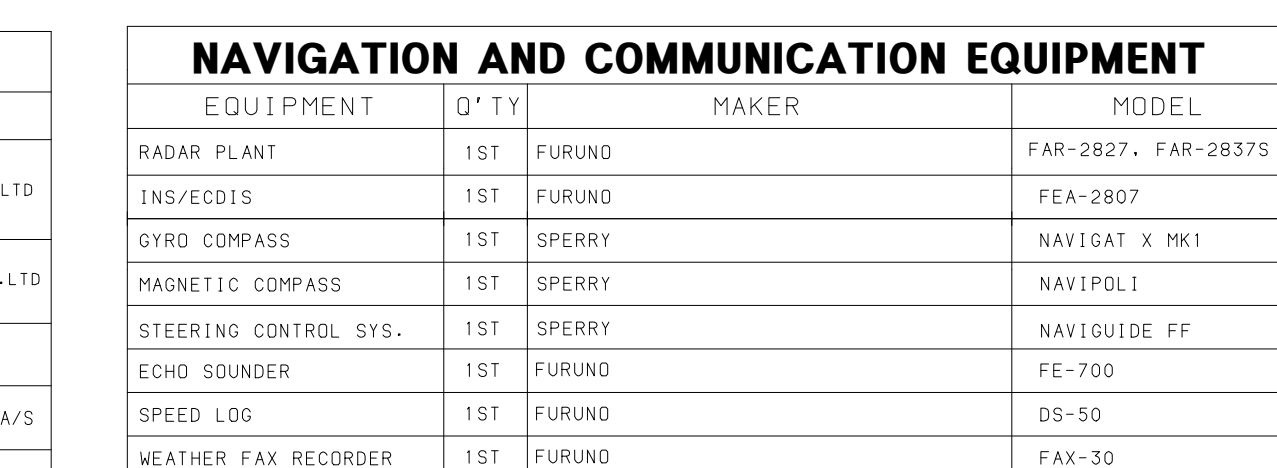 NAVIGATION AND COMMUNICATION EQUIPMENT
EQUIPMENT Q'TY MAKER MODEL
RADAR PLANT 1ST FURUNO FAR-2827, FAR-2837S
LTD
INS/ECDIS 1ST FURUNO FEA-2807
GYRO COMPASS 1ST SPERRY NAVIGAT X MK1
.LTD
MAGNETIC COMPASS 1ST SPERRY NAVIPOLI
STEERING CONTROL SYS. 1ST SPERRY NAVIGUIDE FF
ECHO SOUNDER 1ST FURUNO FE-700
A/S
SPEED LOG 1ST FURUNO DS-50
WEATHER FAX RECORDER 1ST FURUNO FAX-30